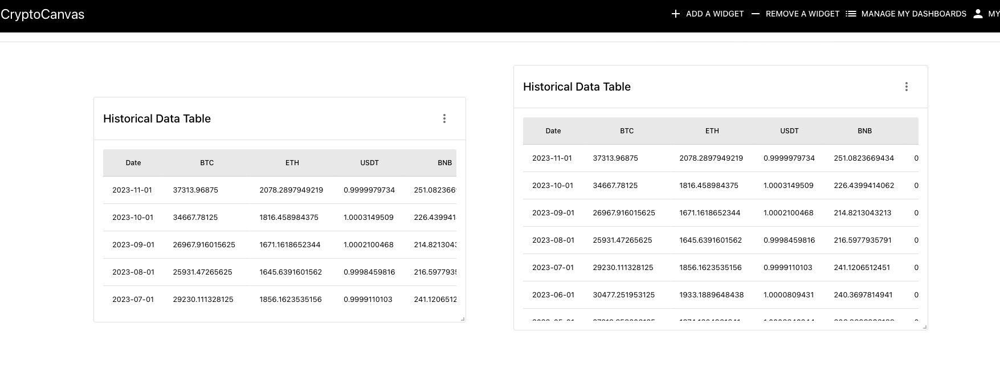 CryptoCanvas
ADD A WIDGET REMOVE A WIDGET MANAGE MY DASHBOARDS MY
Historical Data Table
Date BTC ETH USDT BNB
2023-11-01 37313.96875 2078.2897949219 0.9999979734 251.082366
2023-10-01 34667.78125 1816.458984375 1.0003149509 226.439941
2023-09-01 26967.916015625 1671.1618652344 1.0002100468 214.821304
2023-08-01 25931.47265625 1645.6391601562 0.9998459816 216.597793
2023-07-01 29230.111328125 1856.1623535156 0.9999110103 241.1206512
Historical Data Table
Date BTC ETH USDT BNB
2023-11-01 37313.96875 2078.2897949219 0.9999979734 251.0823669434 0
2023-10-01 34667.78125 1816.458984375 1.0003149509 226.4399414062 0
2023-09-01 26967.916015625 1671.1618652344 1.0002100468 214.8213043213 0
2023-08-01 25931.47265625 1645.6391601562 0.9998459816 216.5977935791 0
2023-07-01 29230.111328125 1856.1623535156 0.9999110103 241.1206512451 0
2023-06-01 30477.251953125 1933.1889648438 1.0000809431 240.3697814941 0